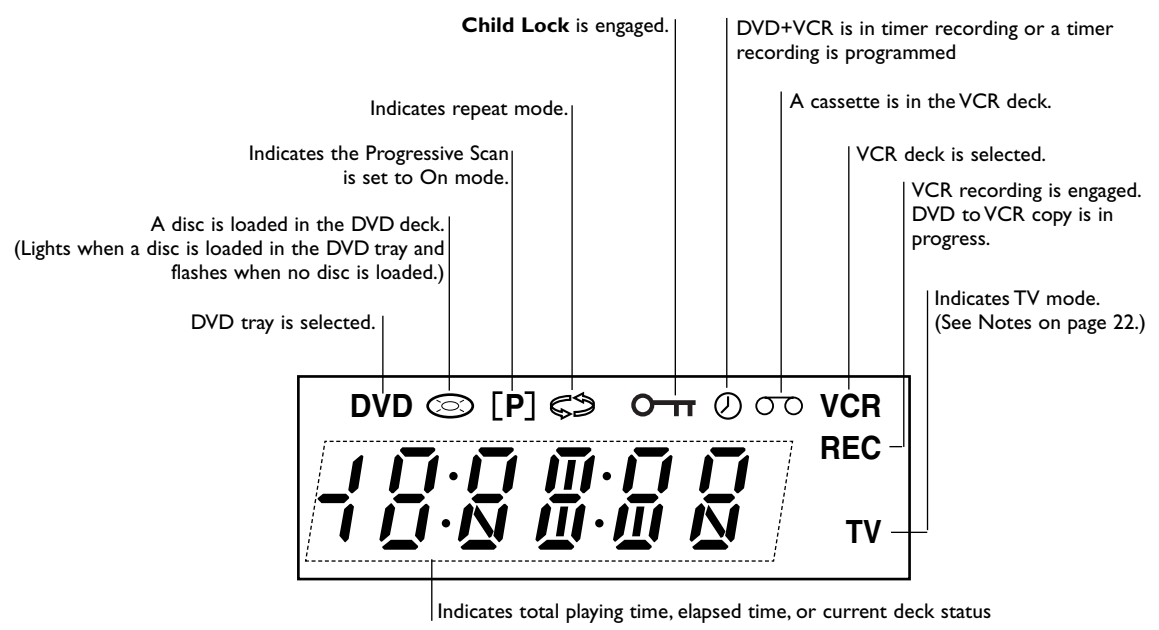 Child Lock is engaged.
DVD+VCR is in timer recording or a timer
recording is programmed
Indicates repeat mode.
A cassette is in the VCR deck.
Indicates the Progressive Scan
is set to On mode.
VCR deck is selected.
VCR recording is engaged.
DVD to VCR copy is in
progress.
A disc is loaded in the DVD deck.
(Lights when a disc is loaded in the DVD tray and
flashes when no disc is loaded.)
Indicates TV mode.
(See Notes on page 22.)
DVD tray is selected.
DVD [P] VCR
REC
TV
Indicates total playing time, elapsed time, or current deck status